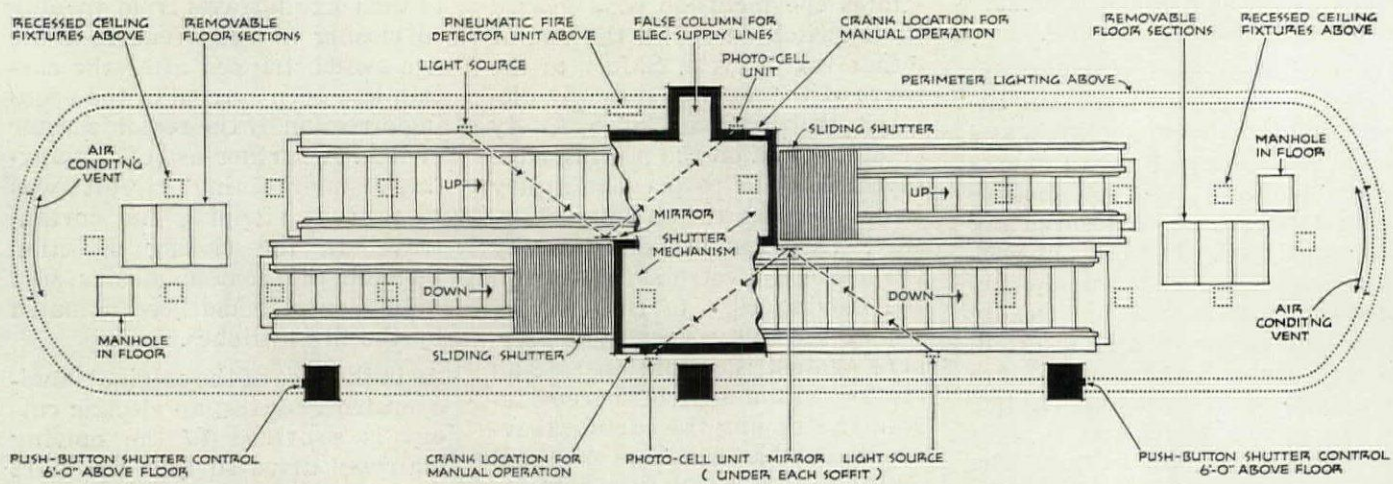 RECESSED CEILING
FIXTURES ABOVE
REMOVABLE
FLOOR SECTIONS
PNEUMATIC FIRE
DETECTOR UNIT ABOVE
FALSE COLUMN FOR
ELEC. SUPPLY LINES
CRANK LOCATION FOR
MANUAL OPERATION
REMOVABLE
FLOOR SECTIONS
RECESSED CEILING
FIXTURES ABOVE
LIGHT SOURCE
PHOTO-CELL
UNIT
PERIMETER LIGHTING ABOVE
SLIDING SHUTTER
MANHOLE
IN FLOOR
AIR
CONDITNG
VENT
UP
UP
MIRROR
SHUTTER
MECHANISM
DOWN
DOWN
MANHOLE
IN FLOOR
SLIDING SHUTTER
AIR
CONDITNG
VENT
PUSH-BUTTON SHUTTER CONTROL
6'-0" ABOVE FLOOR
CRANK LOCATION FOR
MANUAL OPERATION
PHOTO-CELL UNIT MIRROR LIGHT SOURCE
( UNDER EACH SOFFIT )
PUSH-BUTTON SHUTTER CONTROL
6'-0" ABOVE FLOOR